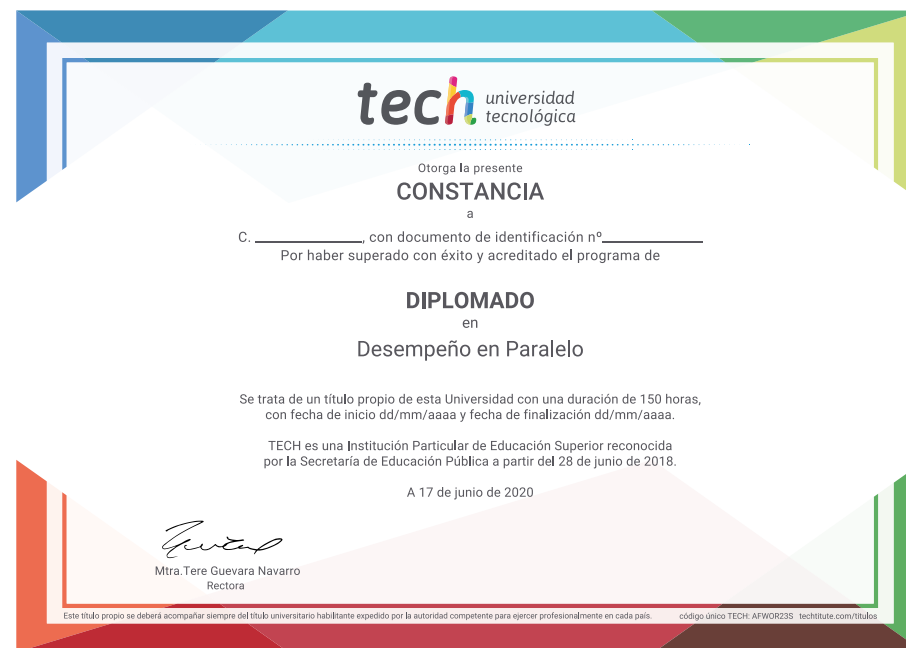 tech universidad
tecnológica
Otorga la presente
CONSTANCIA
a
C. ____________, con documento de identificación nº____________
Por haber superado con éxito y acreditado el programa de
DIPLOMADO
en
Desempeño en Paralelo
Se trata de un título propio de esta Universidad con una duración de 150 horas,
con fecha de inicio dd/mm/aaaa y fecha de finalización dd/mm/aaaa.
TECH es una Institución Particular de Educación Superior reconocida
por la Secretaría de Educación Pública a partir del 28 de junio de 2018.
A 17 de junio de 2020
Mtra.Tere Guevara Navarro
Rectora
Este título propio se deberá acompañar siempre del título universitario habilitante expedido por la autoridad competente para ejercer profesionalmente en cada país. código único TECH: AFWOR23S techtitute.com/titulos